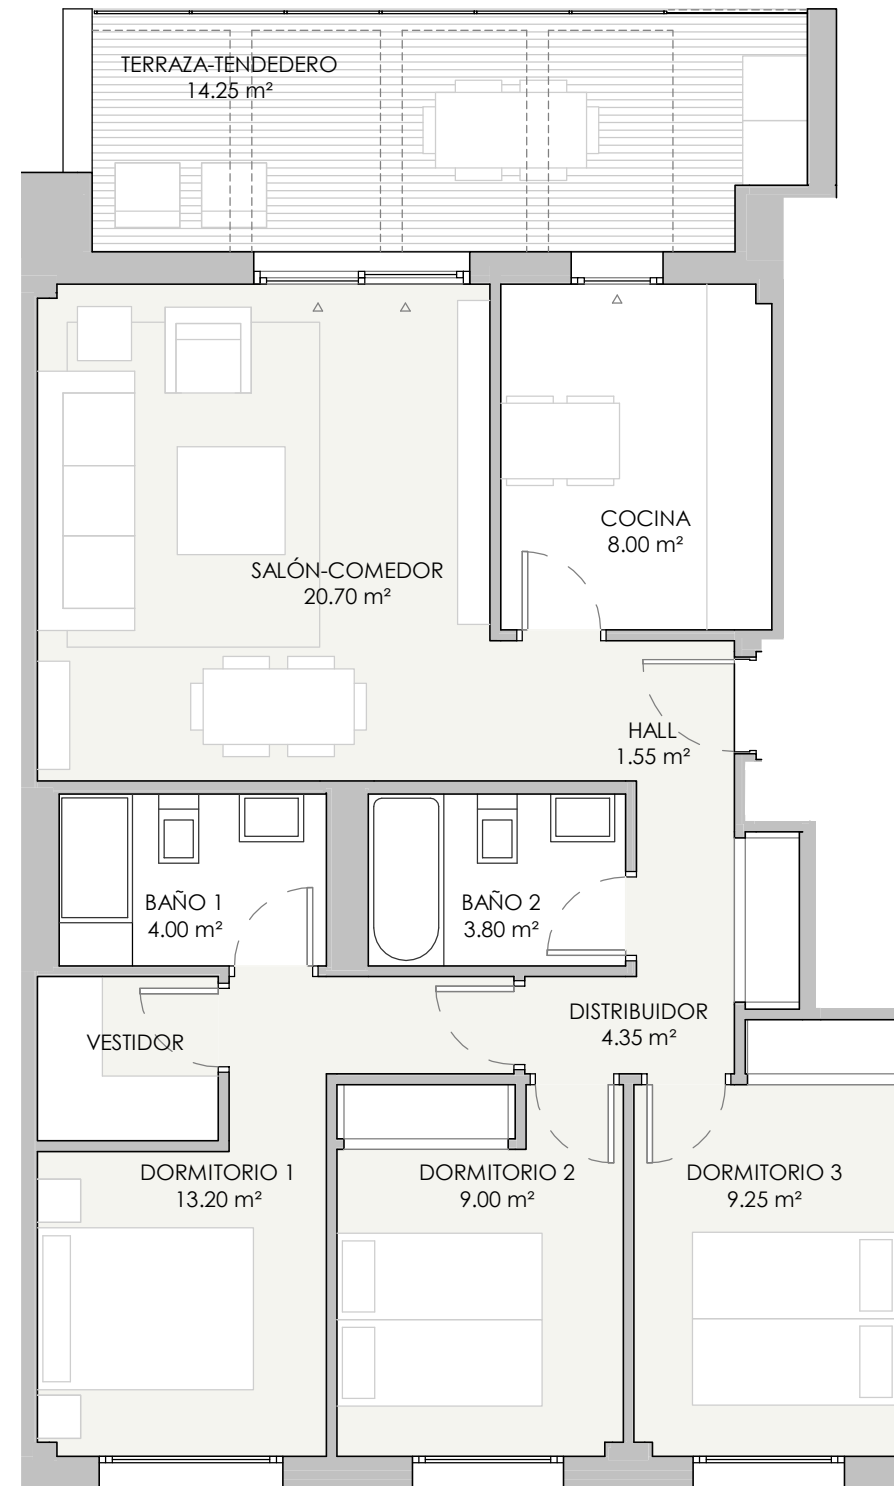 TERRAZA-TENDEDERO
14.25 m²
COCINA
8.00 m²
SALÓN-COMEDOR
20.70 m²
HALL
1.55 m²
BAÑO 1
4.00 m²
BAÑO 2
3.80 m²
DISTRIBUIDOR
4.35 m²
VESTIDOR
DORMITORIO 1
13.20 m²
DORMITORIO 2
9.00 m²
DORMITORIO 3
9.25 m²